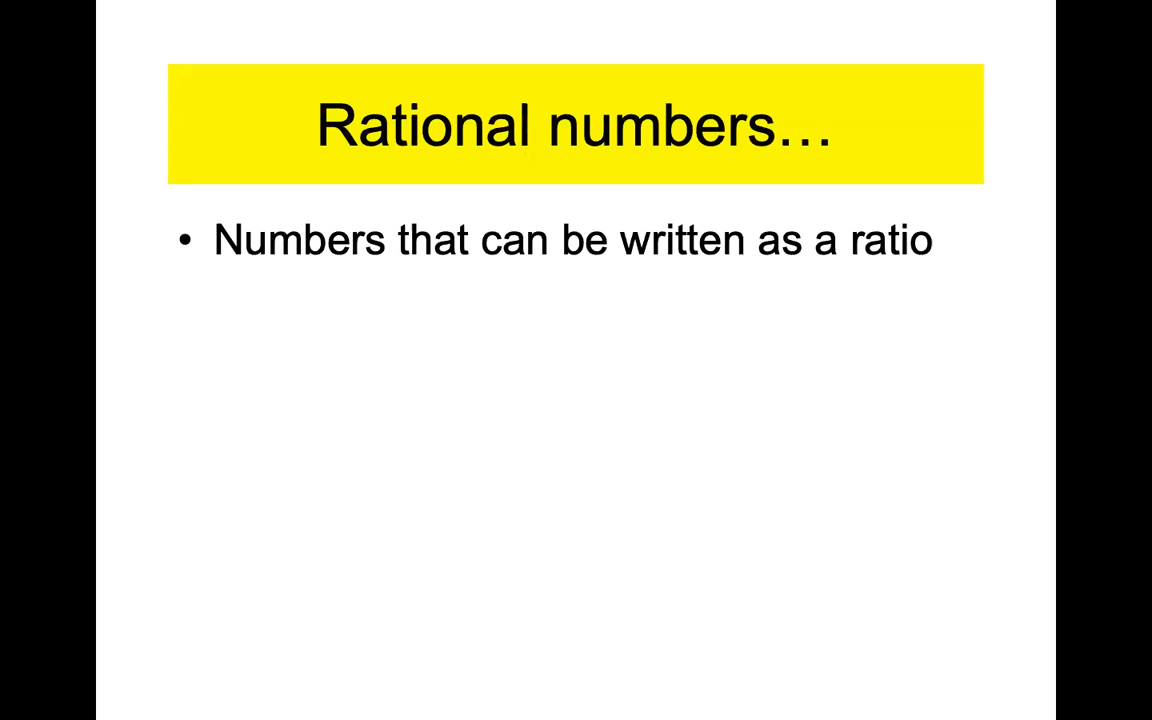 Rational numbers…
• Numbers that can be written as a ratio